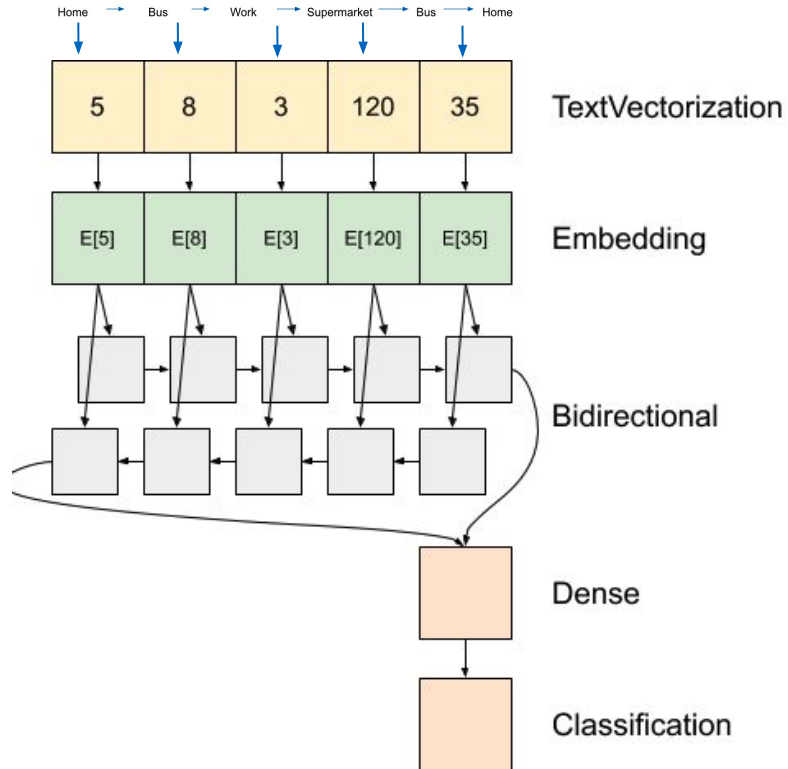 Home Bus Work Supermarket Bus Home
5 8 3 120 35 TextVectorization
E[5] E[8] E[3] E[120] E[35] Embedding
Bidirectional
Dense
Classification